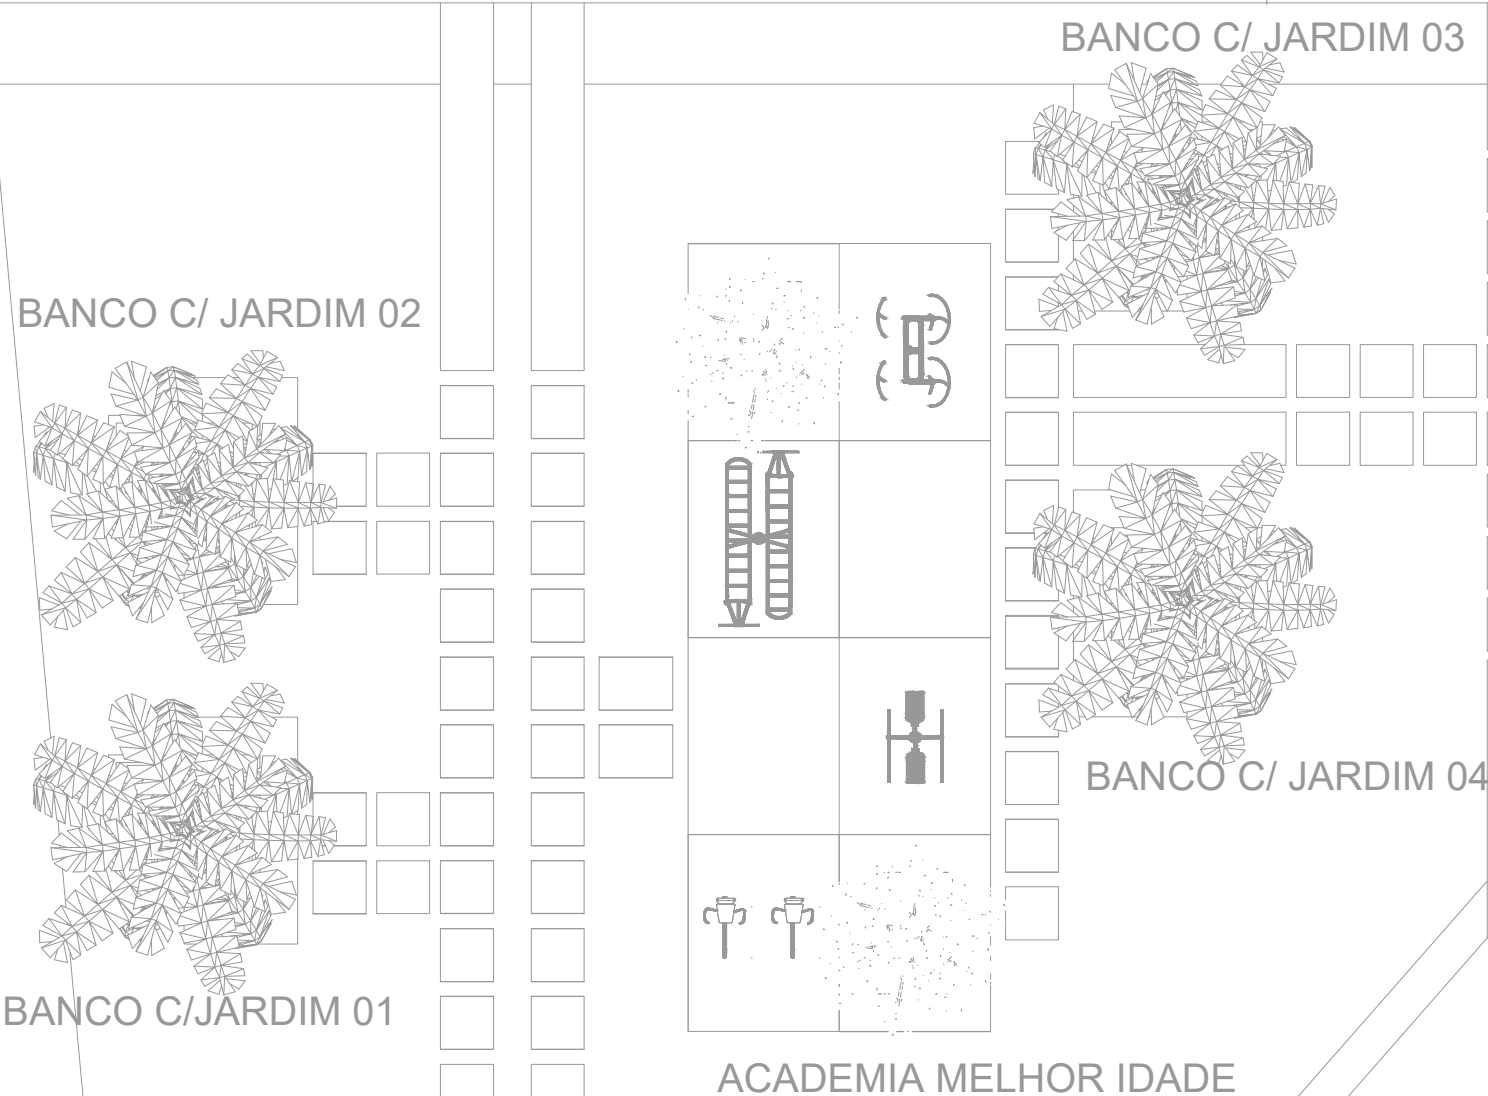 BANCO C/ JARDIM 03
BANCO C/ JARDIM 02
BANCO C/ JARDIM 04
BANCO C/JARDIM 01
ACADEMIA MELHOR IDADE